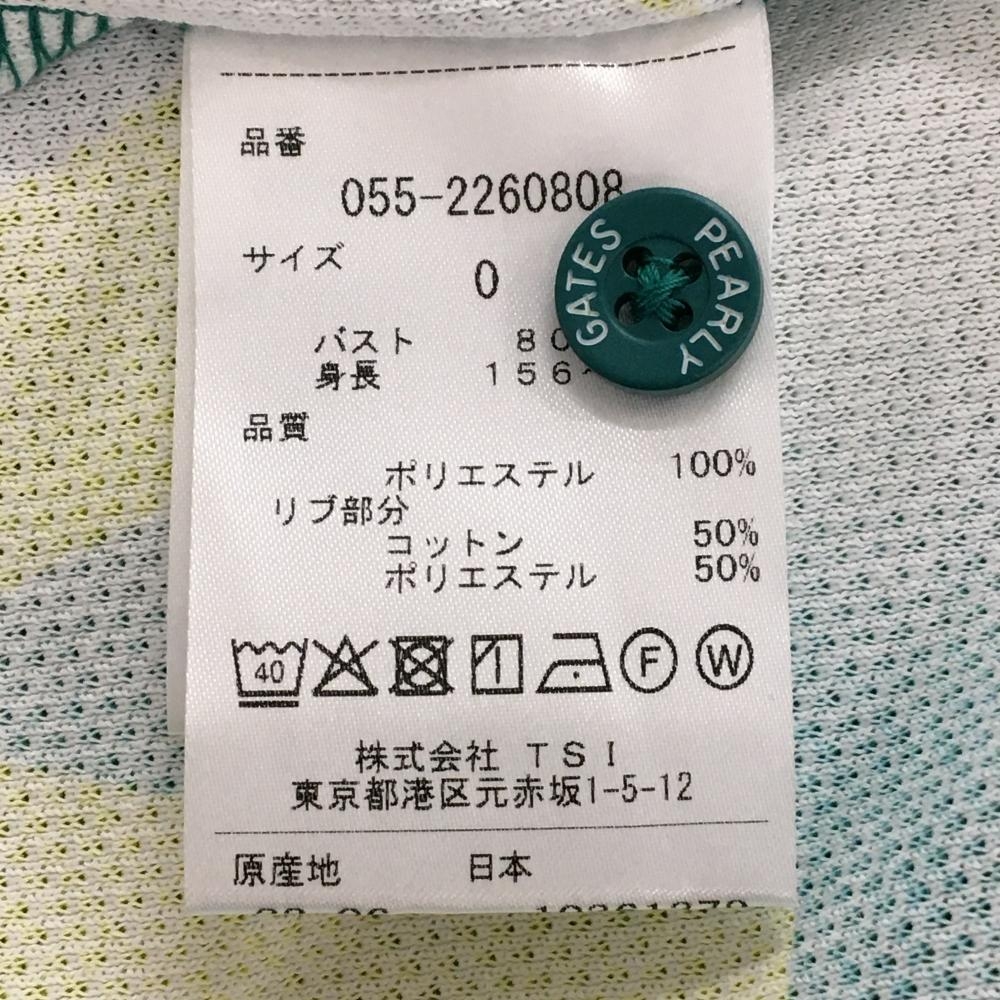 品番
055-2260808
サイズ
0
バスト 80
身長 156~
品質
ポリエステル 100%
リブ部分
コットン 50%
ポリエステル 50%
40
F
W
株式会社 TSI
東京都港区元赤坂1-5-12
原産地 日本
PEARLY GATES